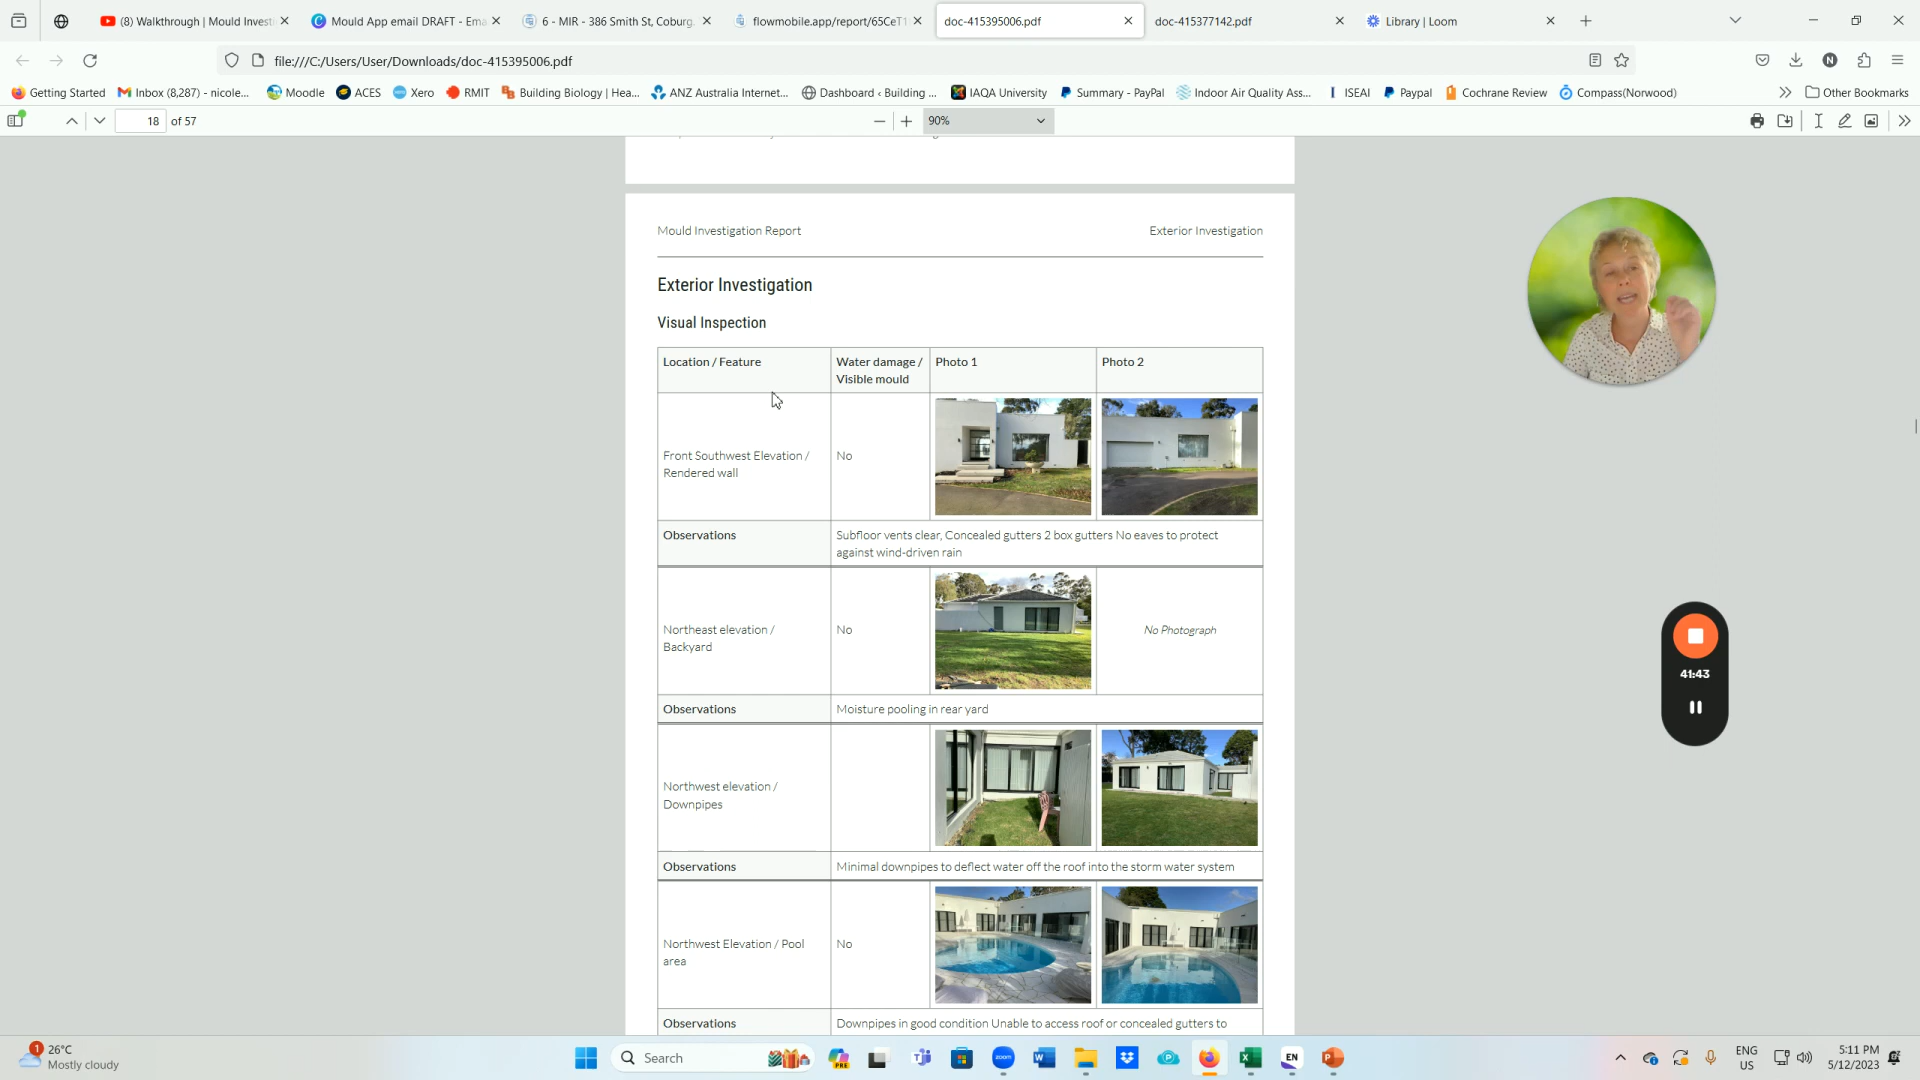 (8) Walkthrough | Mould Investi
Mould App email DRAFT - Ema
6 - MIR - 386 Smith St, Coburg
flowmobile.app/report/65CeT1
doc-415395006.pdf
doc-415377142.pdf
Library | Loom
file:///C:/Users/User/Downloads/doc-415395006.pdf
N
Getting Started
Inbox (8,287) - nicole...
Moodle
ACES
Xero
RMIT
Building Biology | Hea...
ANZ Australia Internet...
Dashboard ‹ Building ...
IAQA University
Summary - PayPal
Indoor Air Quality Ass...
ISEAI
Paypal
Cochrane Review
Compass(Norwood)
Other Bookmarks
18 of 57
90%
Mould Investigation Report
Exterior Investigation
Exterior Investigation
Visual Inspection
Location / Feature
Water damage /
Visible mould
Photo 1
Photo 2
Front Southwest Elevation /
Rendered wall
No
Observations
Subfloor vents clear, Concealed gutters 2 box gutters No eaves to protect
against wind-driven rain
Northeast elevation /
Backyard
No
No Photograph
Observations
Moisture pooling in rear yard
Northwest elevation /
Downpipes
Observations
Minimal downpipes to deflect water off the roof into the storm water system
Northwest Elevation / Pool
area
No
Observations
Downpipes in good condition Unable to access roof or concealed gutters to
41:43
1
26°C
Mostly cloudy
Search
PRE
zoom
EN
ENG
US
5:11 PM
5/12/2023